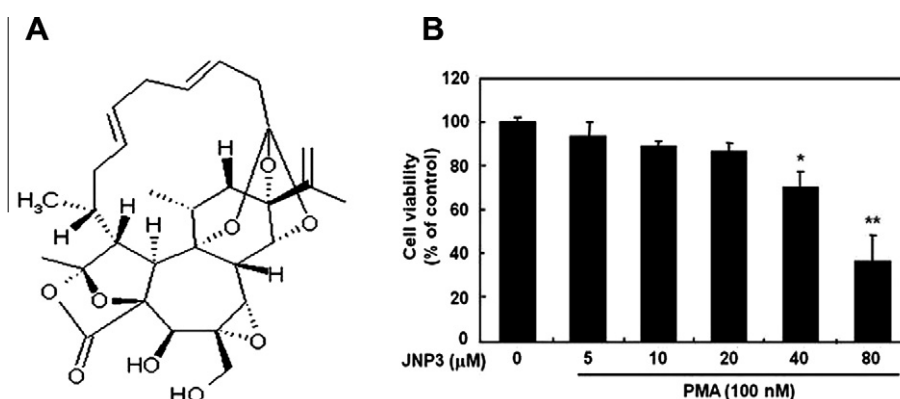 A
H
O
H₃C
H
H
H
O
O
O
H
O
O
O
HO
HO
O
B
Cell viability
(% of control)
120
100
80
60
40
20
0
*
**
JNP3 (μM) 0 5 10 20 40 80
PMA (100 nM)